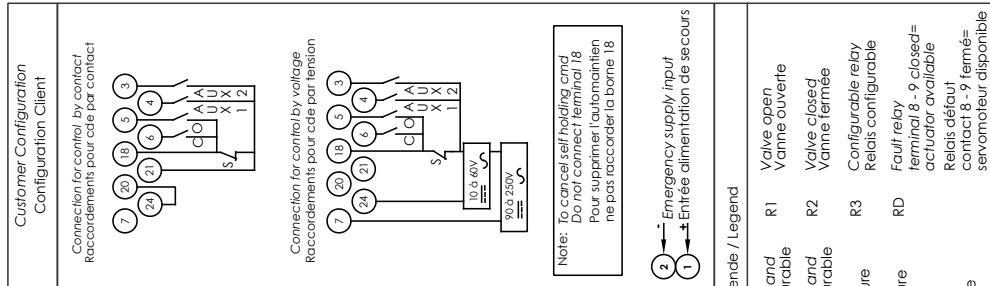 Customer Configuration
Configuration Client
Connection for control by contact
Raccordements pour cde par contact
7 20 18 5 3
24 21 6 4
S C O A A
U U
X X
1 2
Connection for control by voltage
Raccordements pour cde par tension
7 20 18 5 3
24 21 6 4
S C O A A
U U
X X
1 2
10 à 60V
90 à 250V
Note: To cancel self holding cmd
Do not connect terminal 18
Pour supprimer l'automaintien
ne pas raccorder la borne 18
2 - Emergency supply input
1 + Entrée alimentation de secours
ende / Legend
and R1 Valve open
urable Vanne ouverte
and R2 Valve closed
urable Vanne fermée
R3 Configurable relay
ure Relais configurable
RD Fault relay
ure terminal 8 - 9 closed=
actuator available
Relais défaut
contact 8 - 9 fermé=
e servomoteur disponible